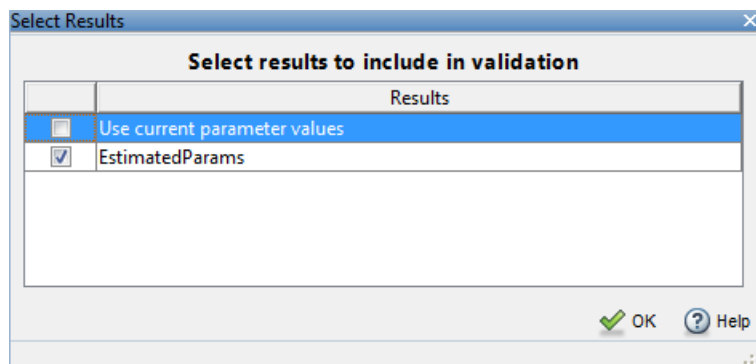 Select Results
Select results to include in validation
Results
Use current parameter values
EstimatedParams
OK Help